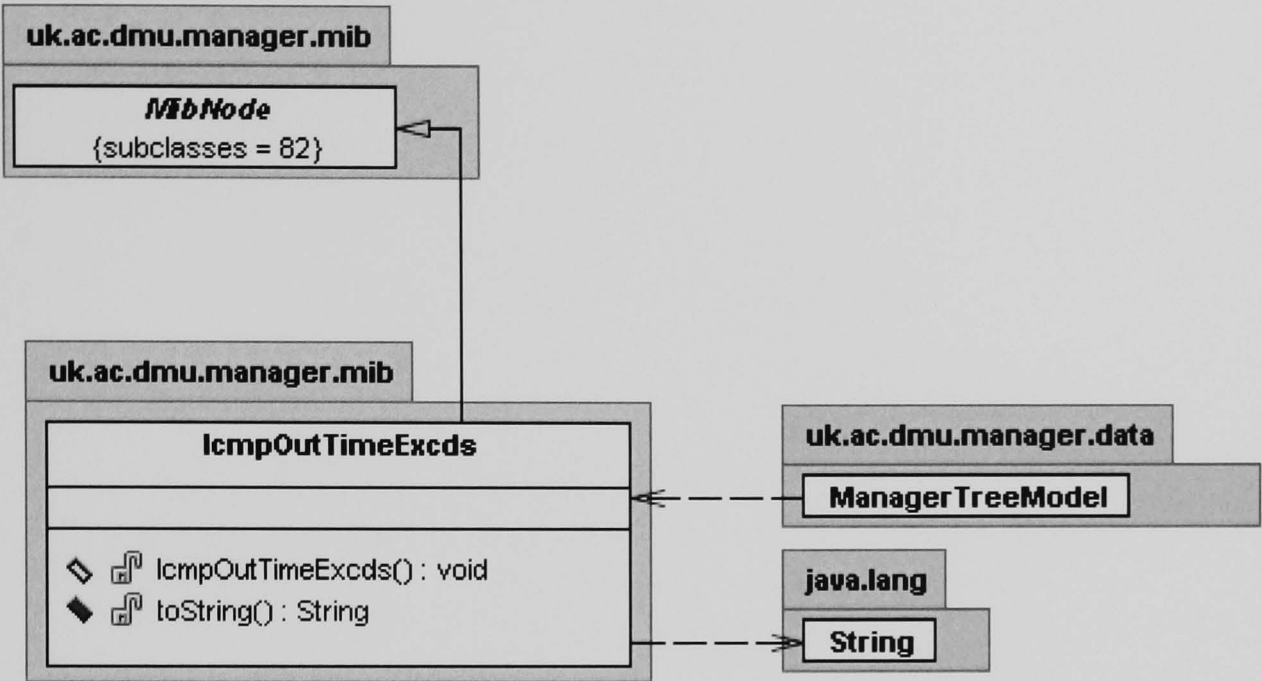 uk.ac.dmu.manager.mib
MibNode
{subclasses = 82}
uk.ac.dmu.manager.mib
IcmpOutTimeExcds
IcmpOutTimeExcds() : void
toString() : String
uk.ac.dmu.manager.data
ManagerTreeModel
java.lang
String